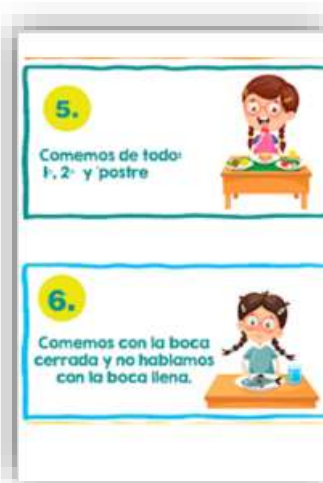 5.
Comemos de todo:
1º, 2º y postre
6.
Comemos con la boca
cerrada y no hablamos
con la boca llena.